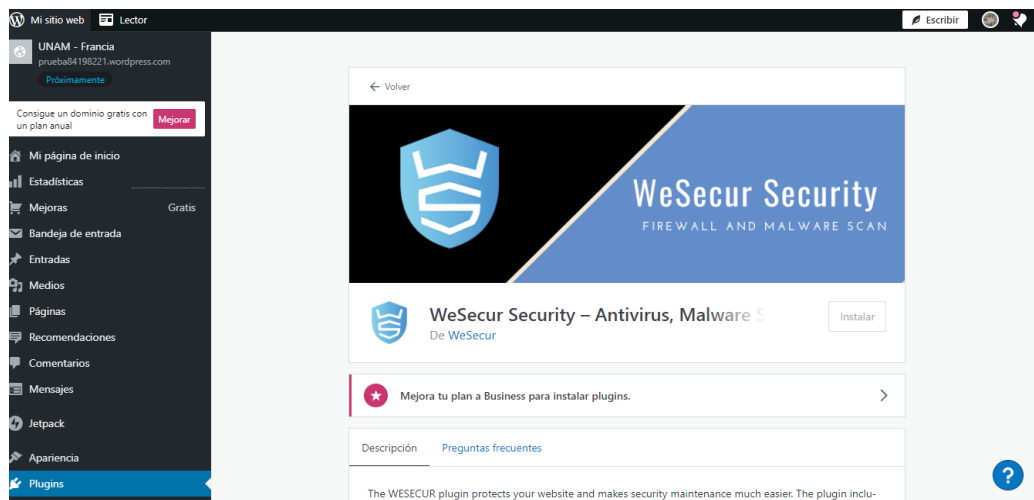 Mi sitio web Lector Escribir
UNAM - Francia
prueba84198221.wordpress.com
Próximamente
Consigue un dominio gratis con
un plan anual
Mejorar
Mi página de inicio
Estadísticas
Mejoras Gratis
Bandeja de entrada
Entradas
Medios
Páginas
Recomendaciones
Comentarios
Mensajes
Jetpack
Apariencia
Plugins
← Volver
WeSecur Security
FIREWALL AND MALWARE SCAN
WeSecur Security – Antivirus, Malware S
De WeSecur
Instalar
Mejora tu plan a Business para instalar plugins.
Descripción Preguntas frecuentes
The WESECUR plugin protects your website and makes security maintenance much easier. The plugin inclu-
?